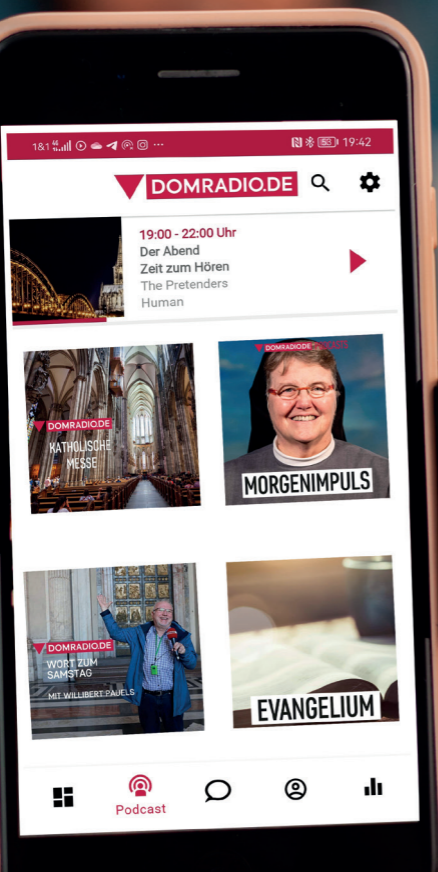 1&1 19:42
DOMRADIO.DE
19:00 - 22:00 Uhr
Der Abend
Zeit zum Hören
The Pretenders
Human
DOMRADIO.DE
KATHOLISCHE
MESSE
DOMRADIO.DE
MORGENIMPULS
DOMRADIO.DE
WORT ZUM
SAMSTAG
MIT WILLIBERT PAUELS
EVANGELIUM
Podcast